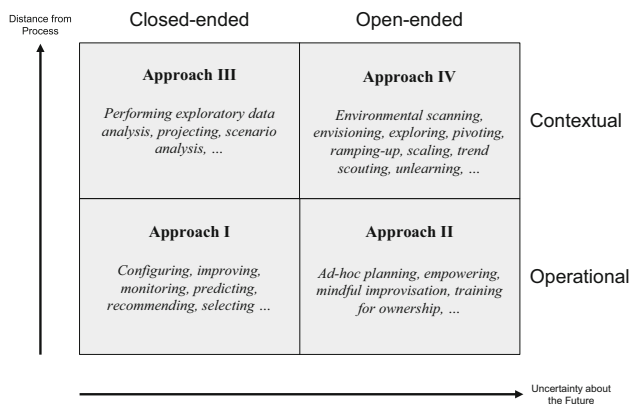 Distance from
Process
Closed-ended
Open-ended
Approach III
Performing exploratory data
analysis, projecting, scenario
analysis, …
Approach IV
Environmental scanning,
envisioning, exploring, pivoting,
ramping-up, scaling, trend
scouting, unlearning, …
Contextual
Approach I
Configuring, improving,
monitoring, predicting,
recommending, selecting …
Approach II
Ad-hoc planning, empowering,
mindful improvisation, training
for ownership, …
Operational
Uncertainty about
the Future